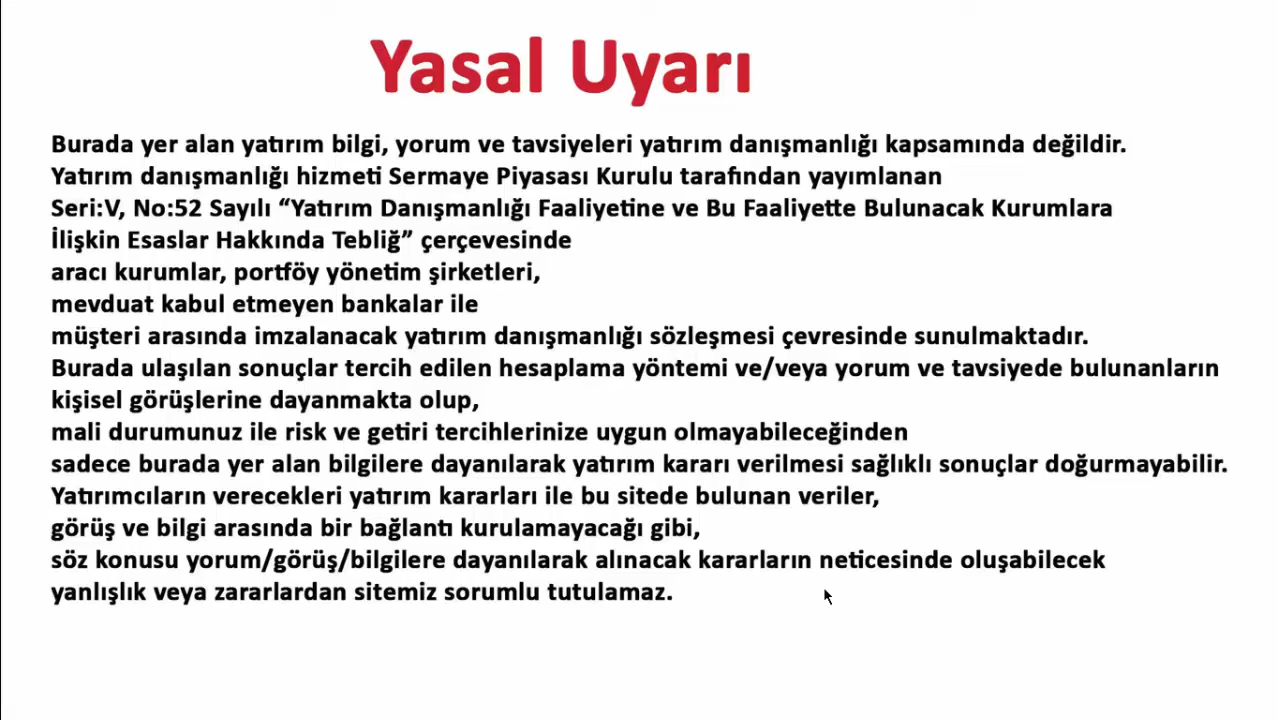 Yasal Uyarı
Burada yer alan yatırım bilgi, yorum ve tavsiyeleri yatırım danışmanlığı kapsamında değildir.
Yatırım danışmanlığı hizmeti Sermaye Piyasası Kurulu tarafından yayımlanan
Seri:V, No:52 Sayılı “Yatırım Danışmanlığı Faaliyetine ve Bu Faaliyette Bulunacak Kurumlara
İlişkin Esaslar Hakkında Tebliğ” çerçevesinde
aracı kurumlar, portföy yönetim şirketleri,
mevduat kabul etmeyen bankalar ile
müşteri arasında imzalanacak yatırım danışmanlığı sözleşmesi çevresinde sunulmaktadır.
Burada ulaşılan sonuçlar tercih edilen hesaplama yöntemi ve/veya yorum ve tavsiyede bulunanların
kişisel görüşlerine dayanmakta olup,
mali durumunuz ile risk ve getiri tercihlerinize uygun olmayabileceğinden
sadece burada yer alan bilgilere dayanılarak yatırım kararı verilmesi sağlıklı sonuçlar doğurmayabilir.
Yatırımcıların verecekleri yatırım kararları ile bu sitede bulunan veriler,
görüş ve bilgi arasında bir bağlantı kurulamayacağı gibi,
söz konusu yorum/görüş/bilgilere dayanılarak alınacak kararların neticesinde oluşabilecek
yanlışlık veya zararlardan sitemiz sorumlu tutulamaz.